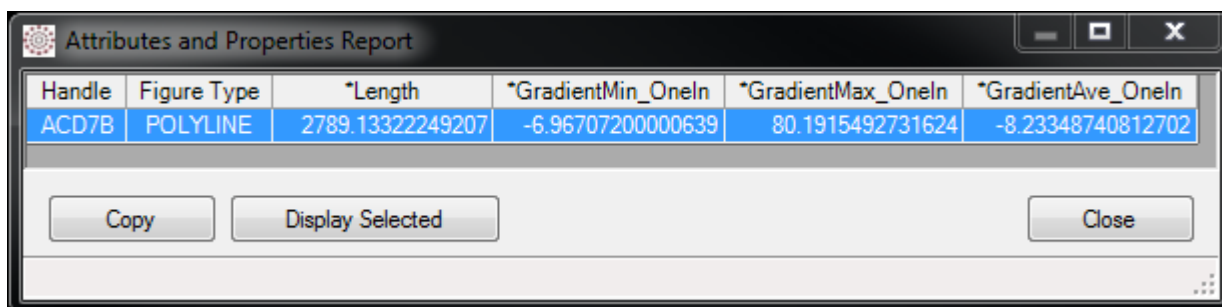 Attributes and Properties Report
Handle Figure Type *Length *GradientMin_OneIn *GradientMax_OneIn *GradientAve_OneIn
ACD7B POLYLINE 2789.13322249207 -6.96707200000639 80.1915492731624 -8.23348740812702
Copy Display Selected Close